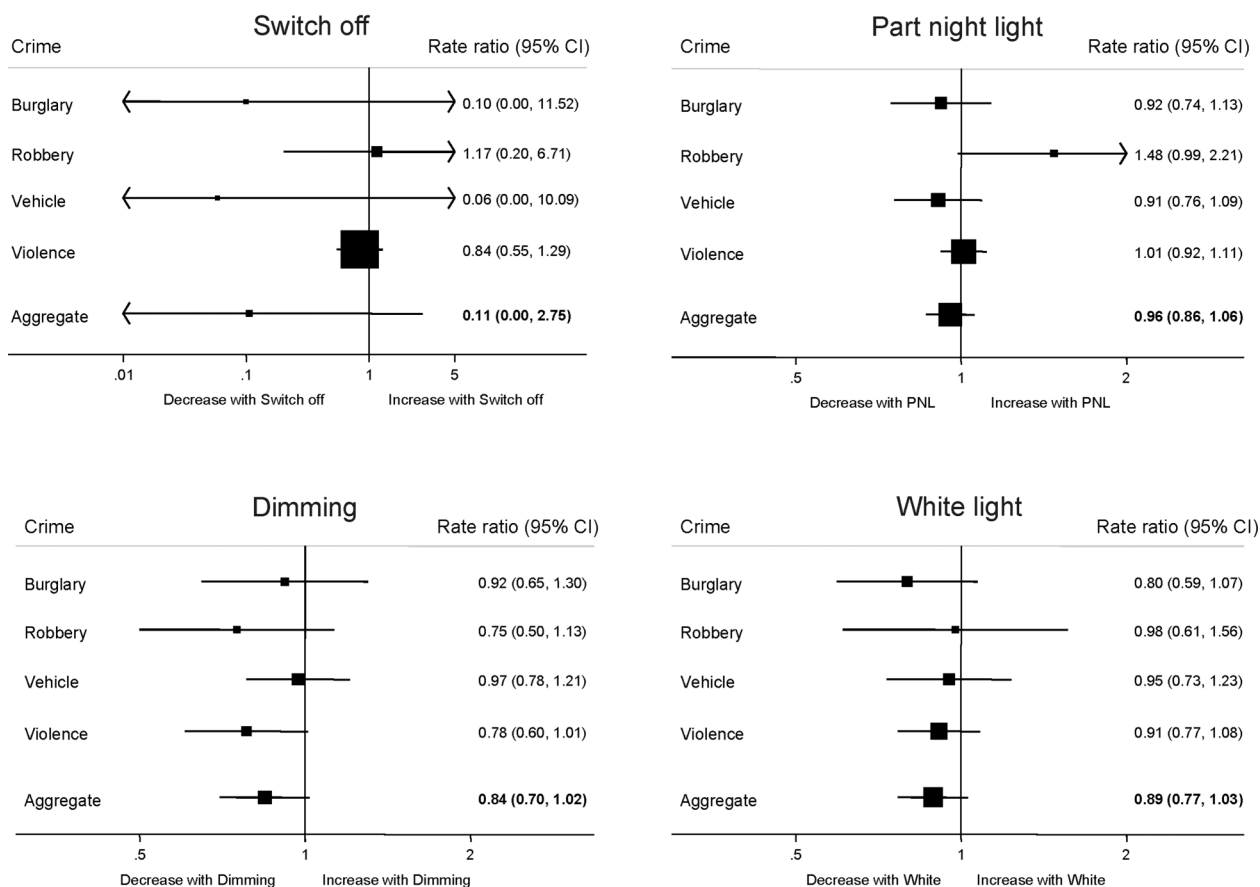 Switch off
Crime Rate ratio (95% CI)
Burglary 0.10 (0.00, 11.52)
Robbery 1.17 (0.20, 6.71)
Vehicle 0.06 (0.00, 10.09)
Violence 0.84 (0.55, 1.29)
Aggregate 0.11 (0.00, 2.75)
.01 .1 1 5
Decrease with Switch off Increase with Switch off
Part night light
Crime Rate ratio (95% CI)
Burglary 0.92 (0.74, 1.13)
Robbery 1.48 (0.99, 2.21)
Vehicle 0.91 (0.76, 1.09)
Violence 1.01 (0.92, 1.11)
Aggregate 0.96 (0.86, 1.06)
.5 1 2
Decrease with PNL Increase with PNL
Dimming
Crime Rate ratio (95% CI)
Burglary 0.92 (0.65, 1.30)
Robbery 0.75 (0.50, 1.13)
Vehicle 0.97 (0.78, 1.21)
Violence 0.78 (0.60, 1.01)
Aggregate 0.84 (0.70, 1.02)
.5 1 2
Decrease with Dimming Increase with Dimming
White light
Crime Rate ratio (95% CI)
Burglary 0.80 (0.59, 1.07)
Robbery 0.98 (0.61, 1.56)
Vehicle 0.95 (0.73, 1.23)
Violence 0.91 (0.77, 1.08)
Aggregate 0.89 (0.77, 1.03)
.5 1 2
Decrease with White Increase with White